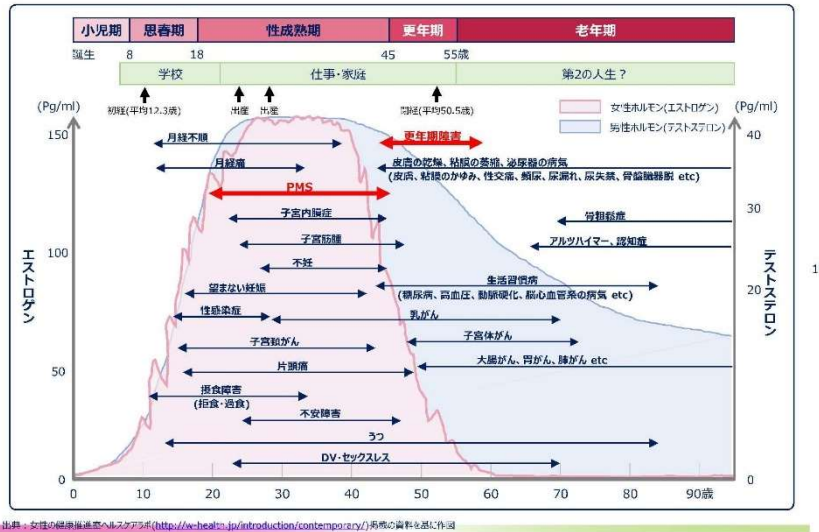 小児期 思春期 性成熟期 更年期 老年期
誕生 8 18 45 55歳
学校 仕事・家庭 第2の人生？
初経(平均12.3歳) 出産 出産 閉経(平均50.5歳)
女性ホルモン(エストロゲン)
男性ホルモン(テストステロン)
(Pg/ml)
150
100
50
0
エストロゲン
(Pg/ml)
40
30
20
0
テストステロン
月経不順
更年期障害
月経痛
皮膚の乾燥、粘膜の萎縮、泌尿器の病気
(皮膚、粘膜のかゆみ、性交痛、頻尿、尿漏れ、尿失禁、骨盤臓器脱 etc)
PMS
子宮内膜症
骨粗鬆症
子宮筋腫
アルツハイマー、認知症
不妊
生活習慣病
(糖尿病、高血圧、動脈硬化、脳心血管系の病気 etc)
望まない妊娠
性感染症
乳がん
子宮頸がん
子宮体がん
片頭痛
大腸がん、胃がん、肺がん etc
摂食障害
(拒食・過食)
不安障害
うつ
DV・セックスレス
0 10 20 30 40 50 60 70 80 90歳
1
出典：女性の健康推進室ヘルスケアラボ(http://w-health.jp/introduction/contemporary/)掲載の資料を基に作図